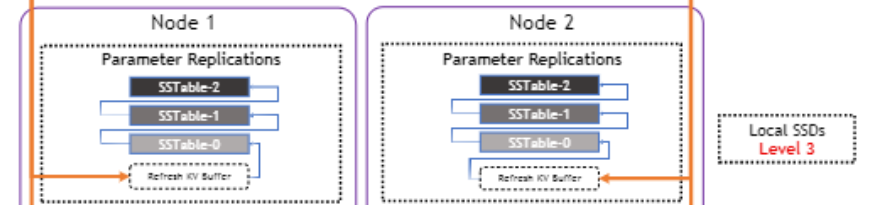 Node 1
Parameter Replications
SSTable-2
SSTable-1
SSTable-0
Refresh KV Buffer
Node 2
Parameter Replications
SSTable-2
SSTable-1
SSTable-0
Refresh KV Buffer
Local SSDs
Level 3